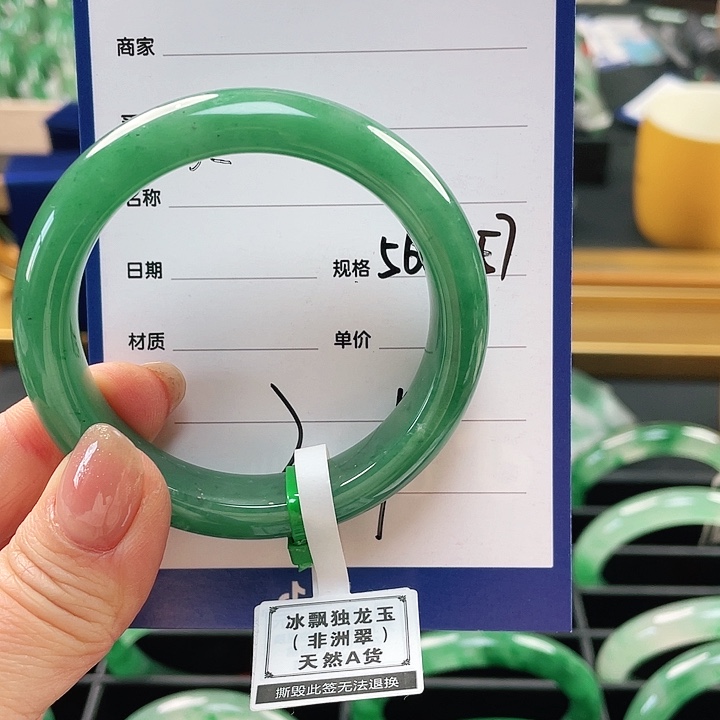 商家
名称
日期
规格 56 57
材质
单价
冰飘独龙玉
(非洲翠)
天然A货
撕毁此签无法退换